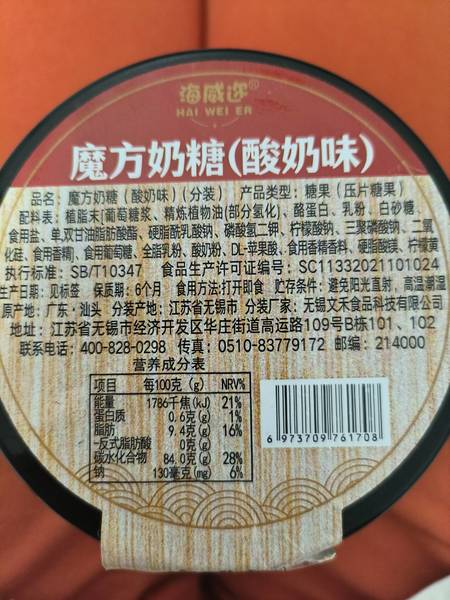 海威迩®
HAI WEI ER
魔方奶糖(酸奶味)
品名：魔方奶糖（酸奶味）(分装） 产品类型：糖果（压片糖果）
配料表：植脂末[葡萄糖浆、精炼植物油(部分氢化)、酪蛋白、乳粉、白砂糖、
食用盐、单,双甘油脂肪酸酯、硬脂酰乳酸钠、磷酸氢二钾、柠檬酸钠、三聚磷酸钠、二氧
化硅、食用香精]、食用葡萄糖、全脂乳粉、酸奶粉、DL-苹果酸、食用香精香料、硬脂酸镁、柠檬黄
执行标准：SB/T10347 食品生产许可证编号：SC11332021101024
生产日期：见标签 保质期：6个月 食用方法:打开即食 贮存条件：避免阳光直射，高温潮湿
原产地：广东·汕头 分装产地：江苏省无锡市 分装厂家：无锡文禾食品科技有限公司
地址：江苏省无锡市经济开发区华庄街道高运路109号B栋101、102
联系电话：400-828-0298 传真：0510-83779172 邮编：214000
营养成分表
项目 每100克（g） NRV%
能量 1786千焦(kJ) 21%
蛋白质 0.6克(g) 1%
脂肪 9.4克(g) 16%
-反式脂肪酸 0克(g)
碳水化合物 84.0克(g) 28%
钠 130毫克(mg) 6%
6 973709 761708